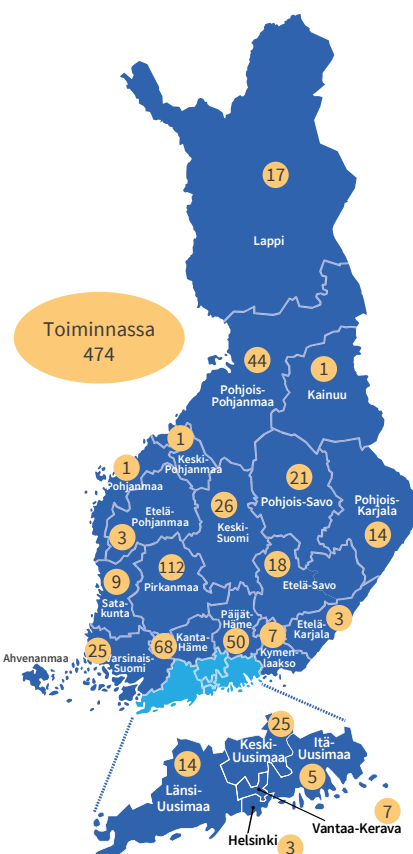 17
Lappi
Toiminnassa
474
44
Pohjois-
Pohjanmaa
1
Kainuu
1
Keski-
Pohjanmaa
1
Pohjanmaa
21
Pohjois-Savo
Pohjois-
Karjala
14
Etelä-
Pohjanmaa
3
26
Keski-
Suomi
112
Pirkanmaa
18
Etelä-Savo
9
Sata-
kunta
Päijät-
Häme
50
7
Kymen-
laakso
Etelä-
Karjala
3
68
Kanta-
Häme
25
Varsinais-
Suomi
Ahvenanmaa
25
Keski-
Uusimaa
Itä-
Uusimaa
5
14
Länsi-
Uusimaa
7
Vantaa-Kerava
Helsinki
3